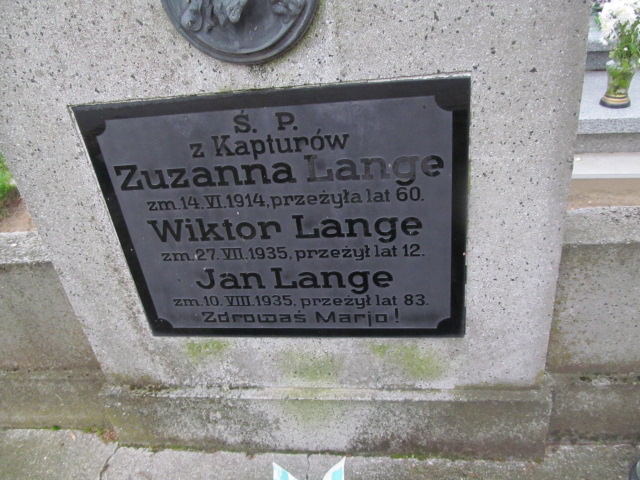 Ś. P.
z Kapturów
Zuzanna Lange
zm. 14. VI. 1914, przeżyła lat 60.
Wiktor Lange
zm. 27. VII. 1935, przeżył lat 12.
Jan Lange
zm. 10. VIII. 1935, przeżył lat 83.
Zdrowaś Marjo!